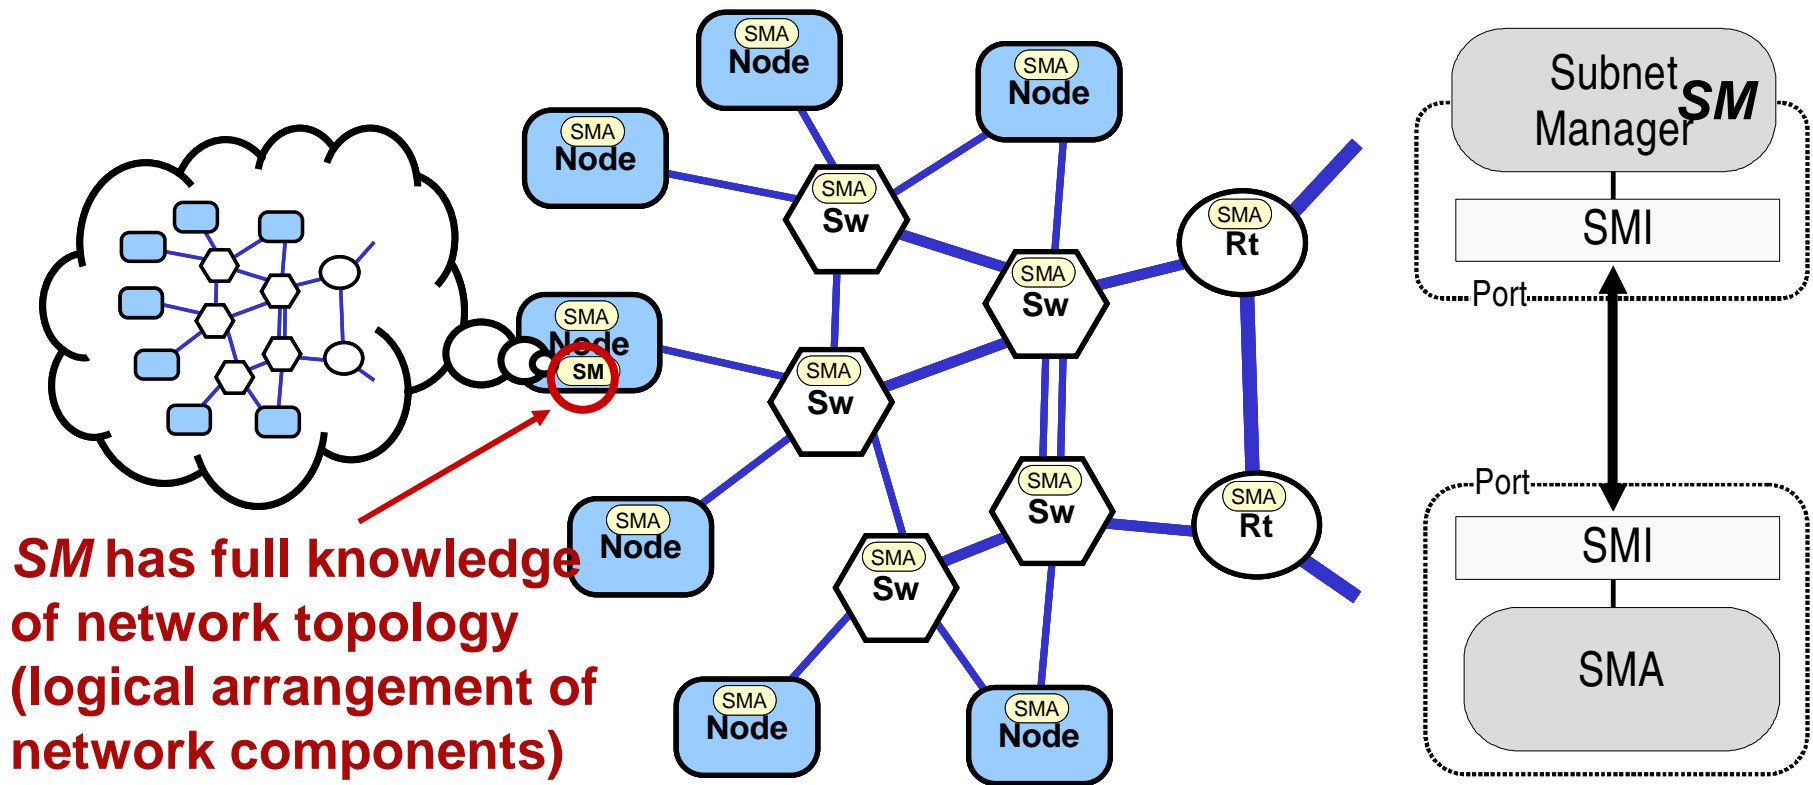 SMA
Node
SMA
Node
SMA
Node
SMA
Sw
SMA
Rt
SMA
Sw
SMA
Node
SM
SMA
Sw
SMA
Sw
SMA
Rt
SMA
Node
SMA
Sw
SMA
Node
SMA
Node
SM has full knowledge
of network topology
(logical arrangement of
network components)
Subnet
Manager
SM
SMI
Port
Port
SMI
SMA